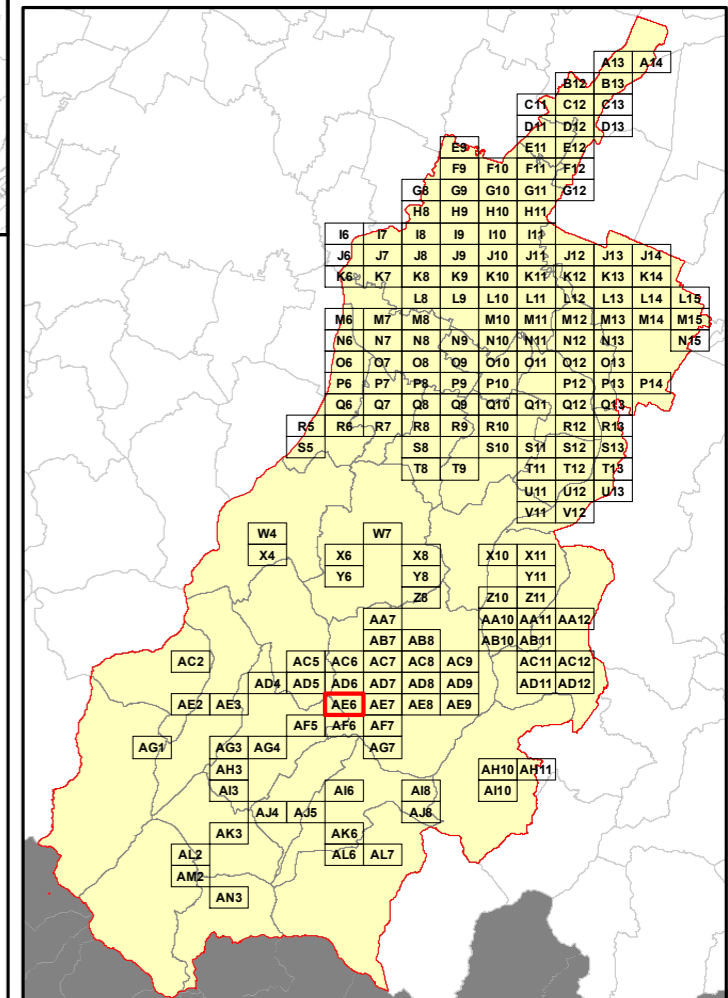 A13 A14
B12 B13
C11 C12 C13
D11 D12 D13
E9 E11 E12
F9 F10 F11 F12
G8 G9 G10 G11 G12
H8 H9 H10 H11
I6 I7 I8 I9 I10 I11
J6 J7 J8 J9 J10 J11 J12 J13 J14
K6 K7 K8 K9 K10 K11 K12 K13 K14
L8 L9 L10 L11 L12 L13 L14 L15
M6 M7 M8 M10 M11 M12 M13 M14 M15
N6 N7 N8 N9 N10 N11 N12 N13 N15
O6 O7 O8 O9 O10 O11 O12 O13
P6 P7 P8 P9 P10 P12 P13 P14
Q6 Q7 Q8 Q9 Q10 Q11 Q12 Q13
R5 R6 R7 R8 R9 R10 R12 R13
S5 S8 S10 S11 S12 S13
T8 T9 T11 T12 T13
U11 U12 U13
V11 V12
W4 W7
X4 X6 X8 X10 X11
Y6 Y8 Y11
Z8 Z10 Z11
AA7 AA10 AA11 AA12
AB7 AB8 AB10 AB11
AC2 AC5 AC6 AC7 AC8 AC9 AC11 AC12
AD4 AD5 AD6 AD7 AD8 AD9 AD11 AD12
AE2 AE3 AE6 AE7 AE8 AE9
AF5 AF6 AF7
AG1 AG3 AG4 AG7
AH3 AH10 AH11
AI3 AI6 AI8 AI10
AJ4 AJ5 AJ8
AK3 AK6
AL2 AL6 AL7
AM2
AN3